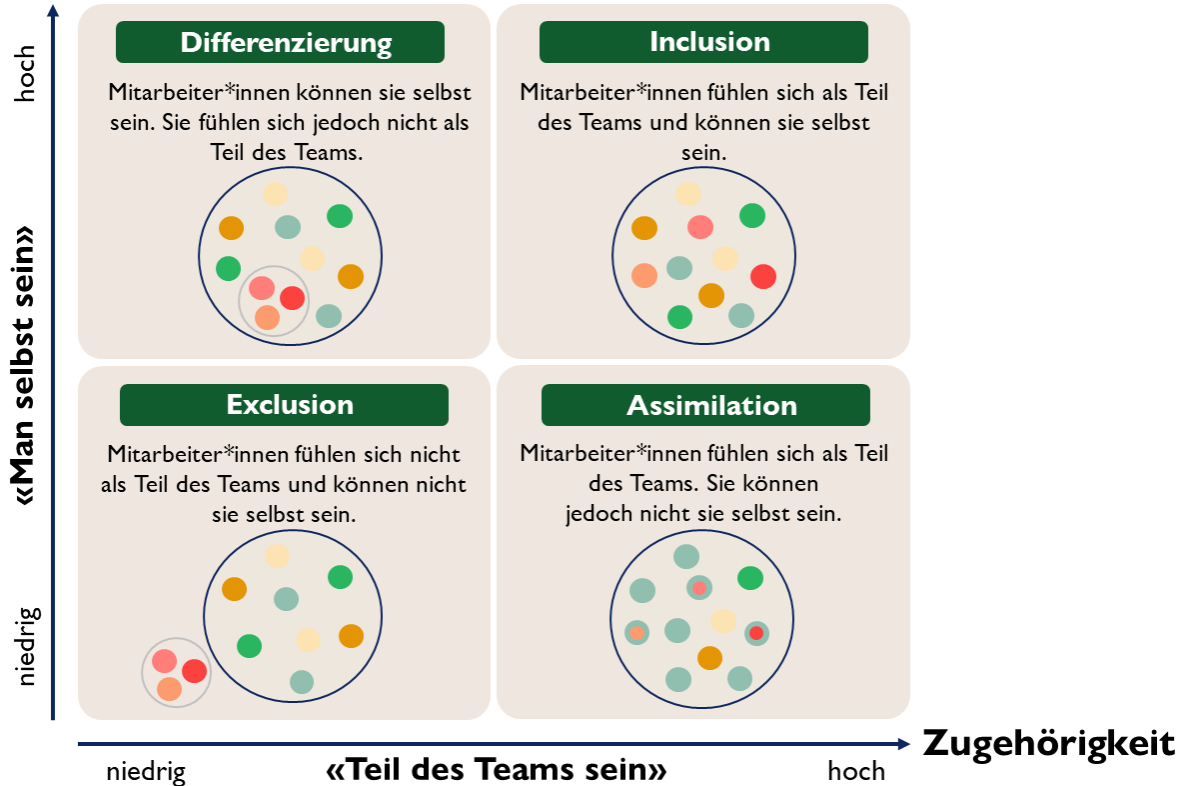 hoch
Differenzierung
Mitarbeiter*innen können sie selbst
sein. Sie fühlen sich jedoch nicht als
Teil des Teams.
Inclusion
Mitarbeiter*innen fühlen sich als Teil
des Teams und können sie selbst
sein.
«Man selbst sein»
Exclusion
Mitarbeiter*innen fühlen sich nicht
als Teil des Teams und können nicht
sie selbst sein.
Assimilation
Mitarbeiter*innen fühlen sich als Teil
des Teams. Sie können
jedoch nicht sie selbst sein.
niedrig
Zugehörigkeit
niedrig
«Teil des Teams sein»
hoch